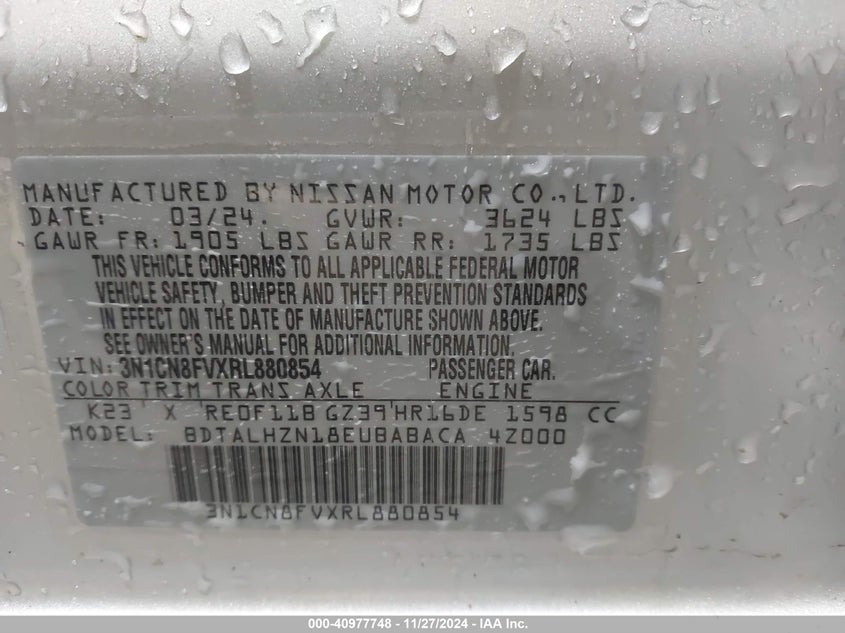 MANUFACTURED BY NISSAN MOTOR CO., LTD.
DATE: 03/24. GVWR: 3624 LBS
GAWR FR: 1905 LBS GAWR RR: 1735 LBS
THIS VEHICLE CONFORMS TO ALL APPLICABLE FEDERAL MOTOR
VEHICLE SAFETY, BUMPER AND THEFT PREVENTION STANDARDS
IN EFFECT ON THE DATE OF MANUFACTURE SHOWN ABOVE.
SEE OWNER'S MANUAL FOR ADDITIONAL INFORMATION.
VIN: 3N1CN8FVXRL880854 PASSENGER CAR.
COLOR TRIM TRANS AXLE ENGINE
K23 X RE0F11B GZ39 HR16DE 1598 CC
MODEL: BDTALHZN18EUBABACA 4Z000
3N1CN8FVXRL880854
000-40977748 - 11/27/2024 - IAA Inc.